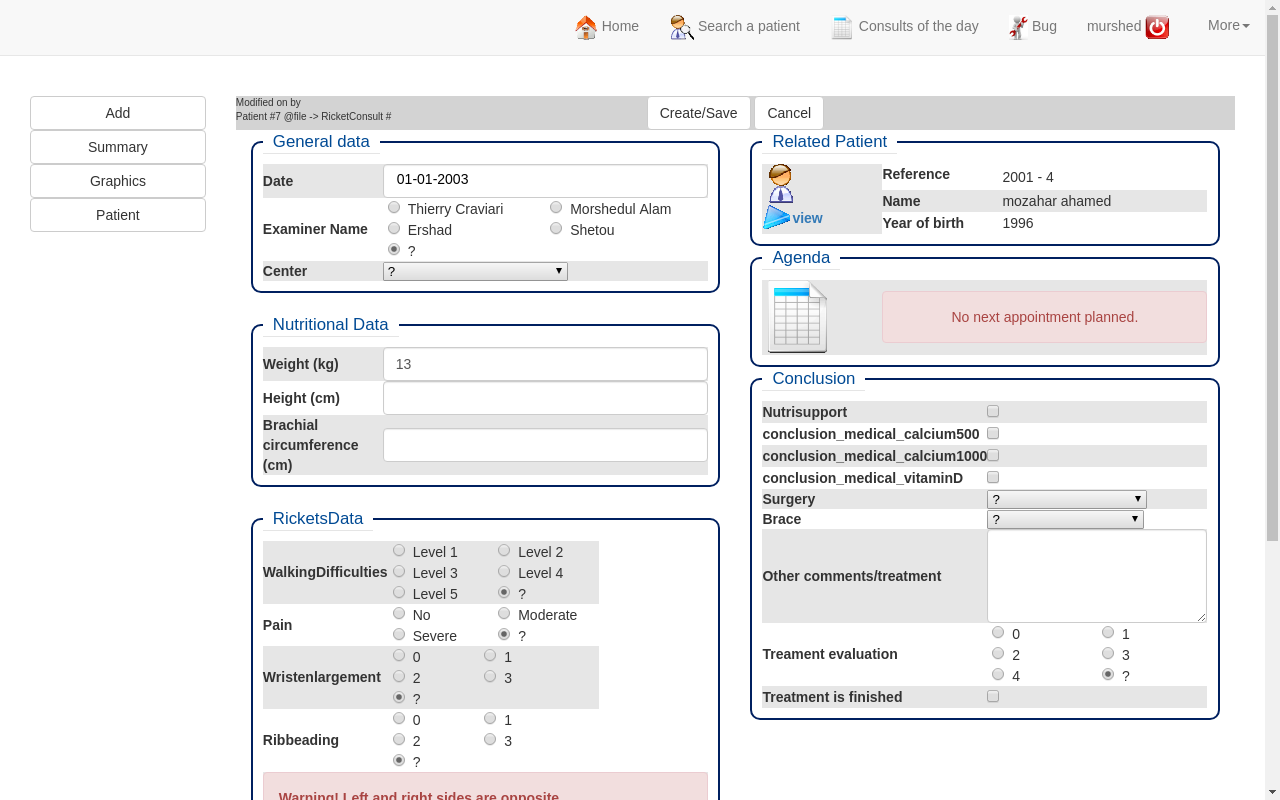 Home
Search a patient
Consults of the day
Bug
murshed
More
Add
Summary
Graphics
Patient
Modified on by
Patient #7 @file -> RicketConsult #
Create/Save
Cancel
General data
Date
01-01-2003
Examiner Name
Thierry Craviari
Morshedul Alam
Ershad
Shetou
?
Center
?
Nutritional Data
Weight (kg)
13
Height (cm)
Brachial
circumference
(cm)
RicketsData
WalkingDifficulties
Level 1
Level 2
Level 3
Level 4
Level 5
?
Pain
No
Moderate
Severe
?
Wristenlargement
0
1
2
3
?
Ribbeading
0
1
2
3
?
Warning! Left and right sides are opposite
Related Patient
view
Reference
2001 - 4
Name
mozahar ahamed
Year of birth
1996
Agenda
No next appointment planned.
Conclusion
Nutrisupport
conclusion_medical_calcium500
conclusion_medical_calcium1000
conclusion_medical_vitaminD
Surgery
?
Brace
?
Other comments/treatment
Treament evaluation
0
1
2
3
4
?
Treatment is finished